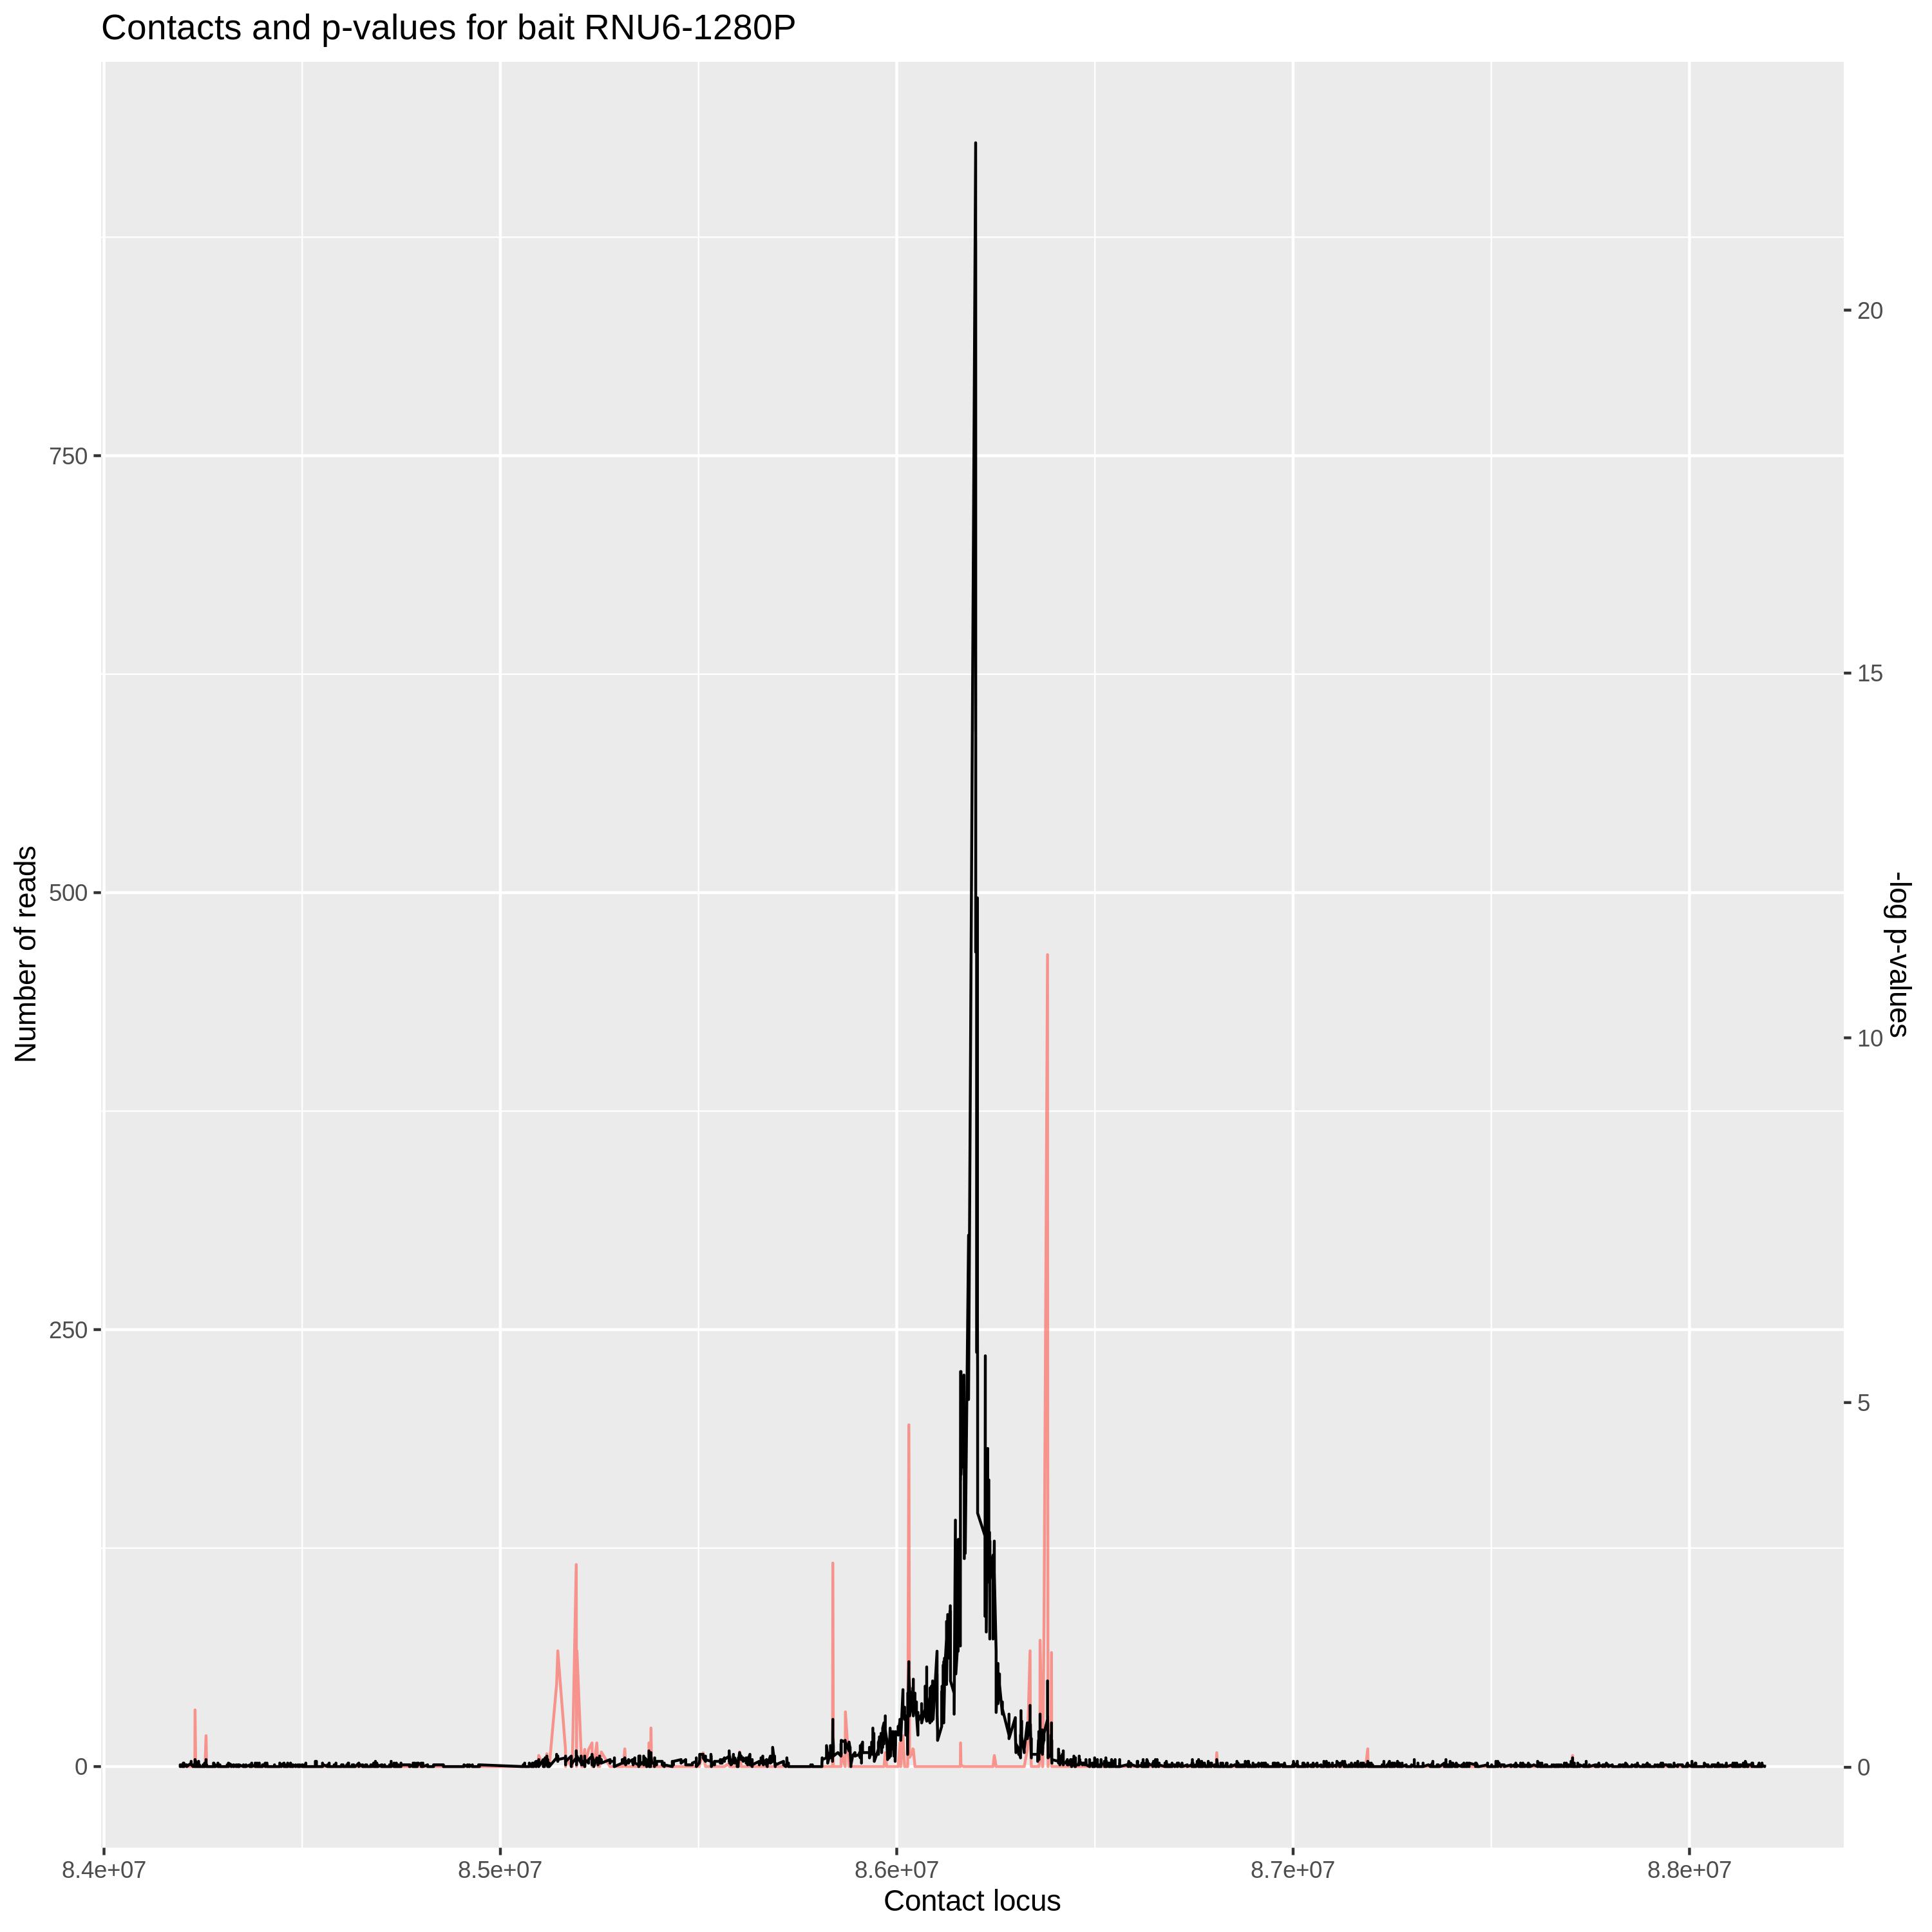 Contacts and p-values for bait RNU6-1280P
750
500
250
0
20
15
10
5
0
Number of reads
-log p-values
8.4e+07 8.5e+07 8.6e+07 8.7e+07 8.8e+07
Contact locus